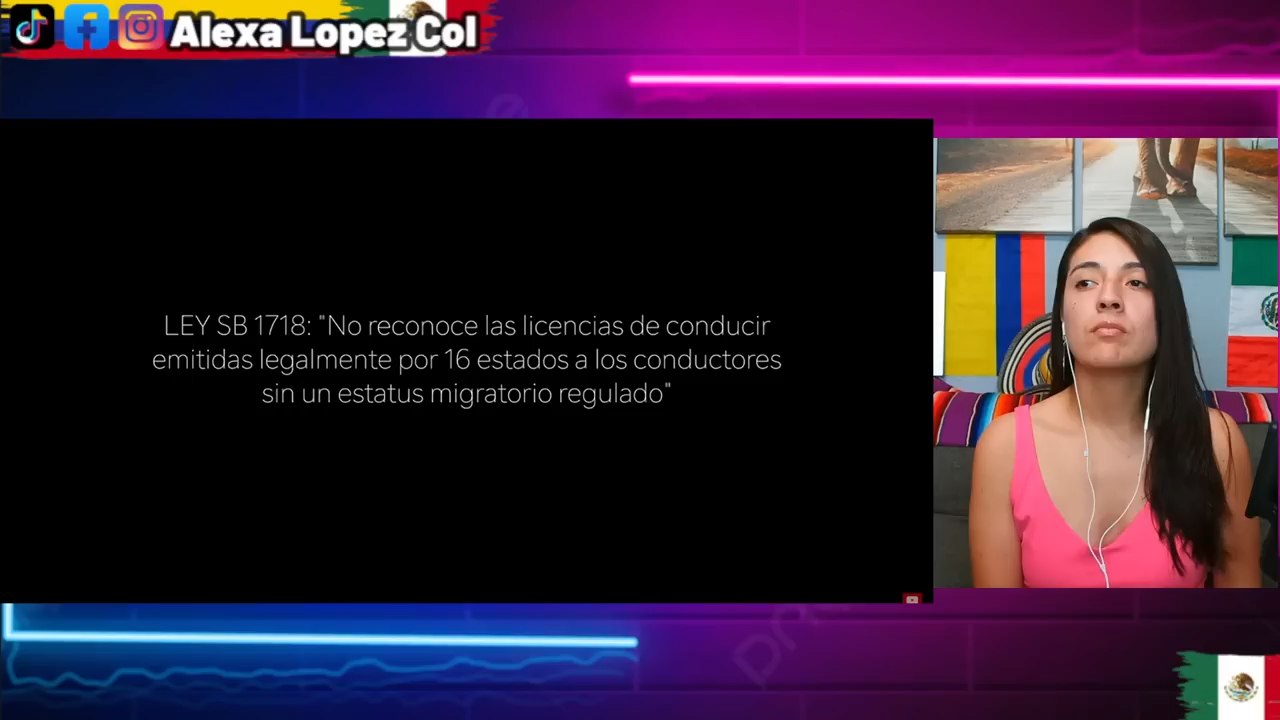 Alexa Lopez Col
LEY SB 1718: "No reconoce las licencias de conducir
emitidas legalmente por 16 estados a los conductores
sin un estatus migratorio regulado"